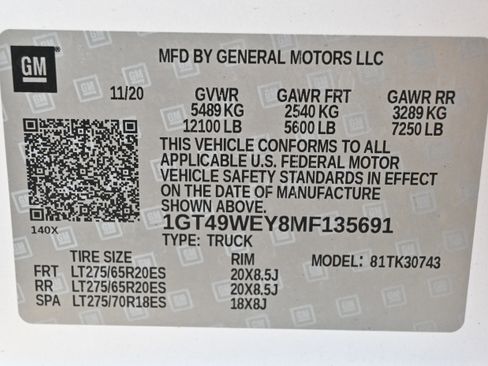 GM
MFD BY GENERAL MOTORS LLC
11/20 GVWR GAWR FRT GAWR RR
5489 KG 2540 KG 3289 KG
12100 LB 5600 LB 7250 LB
THIS VEHICLE CONFORMS TO ALL
APPLICABLE U.S. FEDERAL MOTOR
VEHICLE SAFETY STANDARDS IN EFFECT
ON THE DATE OF MANUFACTURE
SHOWN ABOVE.
140X
1GT49WEY8MF135691
TYPE: TRUCK
TIRE SIZE RIM MODEL: 81TK30743
FRT LT275/65R20ES 20X8.5J
RR LT275/65R20ES 20X8.5J
SPA LT275/70R18ES 18X8J